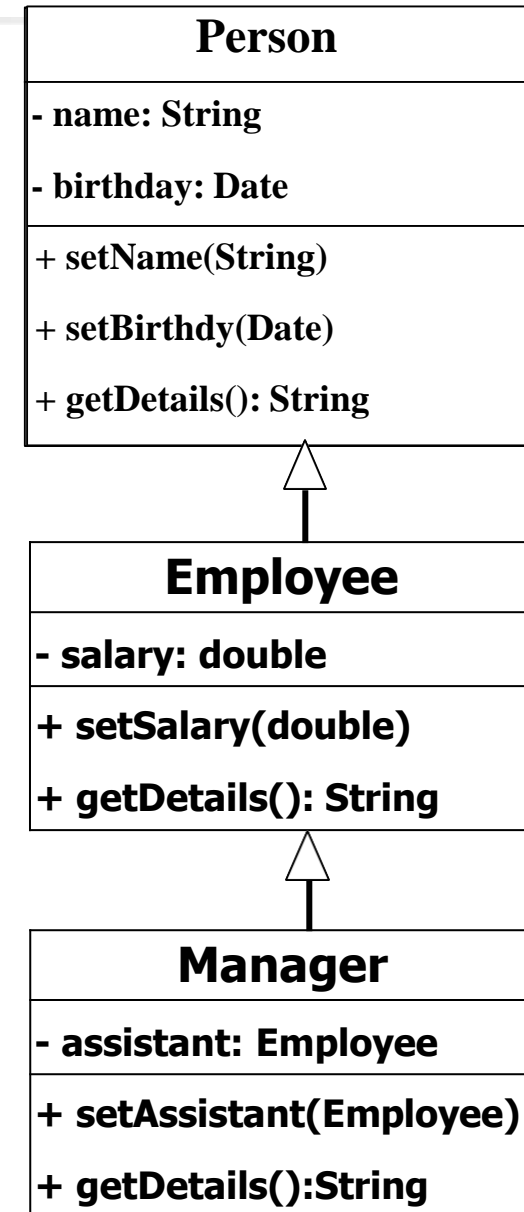 Person
- name: String
- birthday: Date
+ setName(String)
+ setBirthdy(Date)
+ getDetails(): String
Employee
- salary: double
+ setSalary(double)
+ getDetails(): String
Manager
- assistant: Employee
+ setAssistant(Employee)
+ getDetails():String